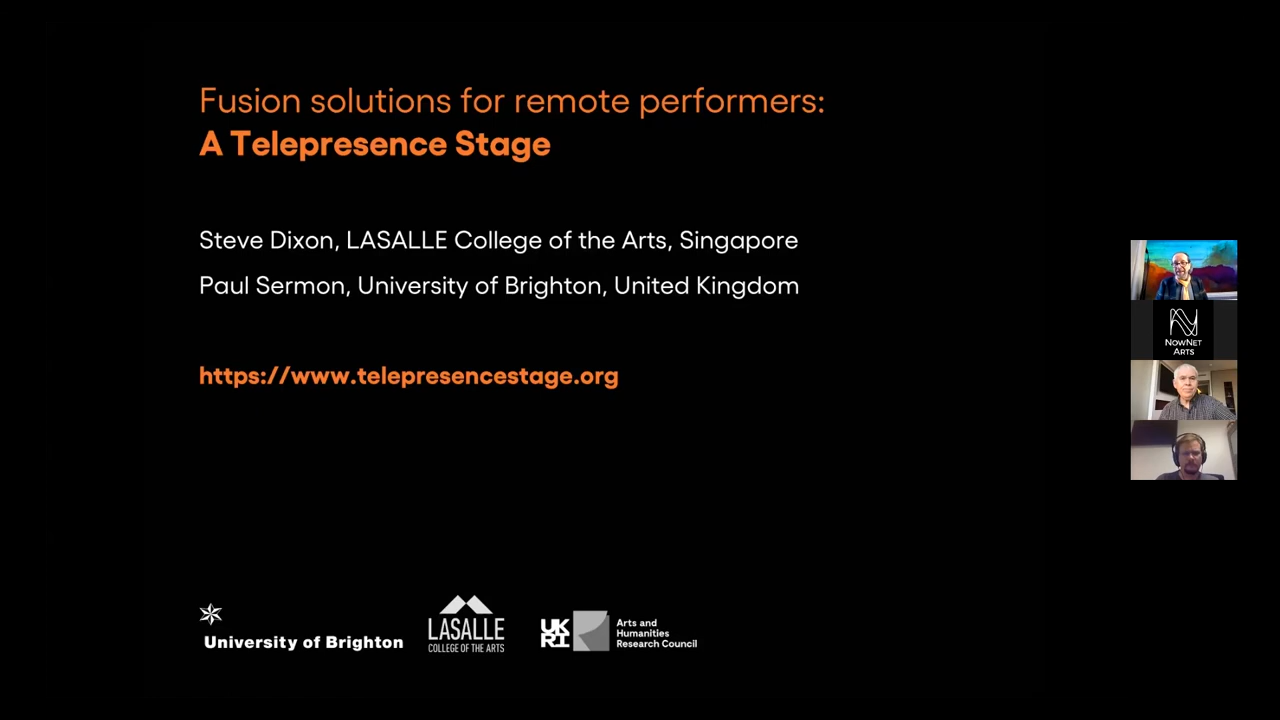 Fusion solutions for remote performers:
A Telepresence Stage
Steve Dixon, LASALLE College of the Arts, Singapore
Paul Sermon, University of Brighton, United Kingdom
https://www.telepresencestage.org
University of Brighton
LASALLE
COLLEGE OF THE ARTS
UK
RI
Arts and
Humanities
Research Council
NOWNET
ARTS